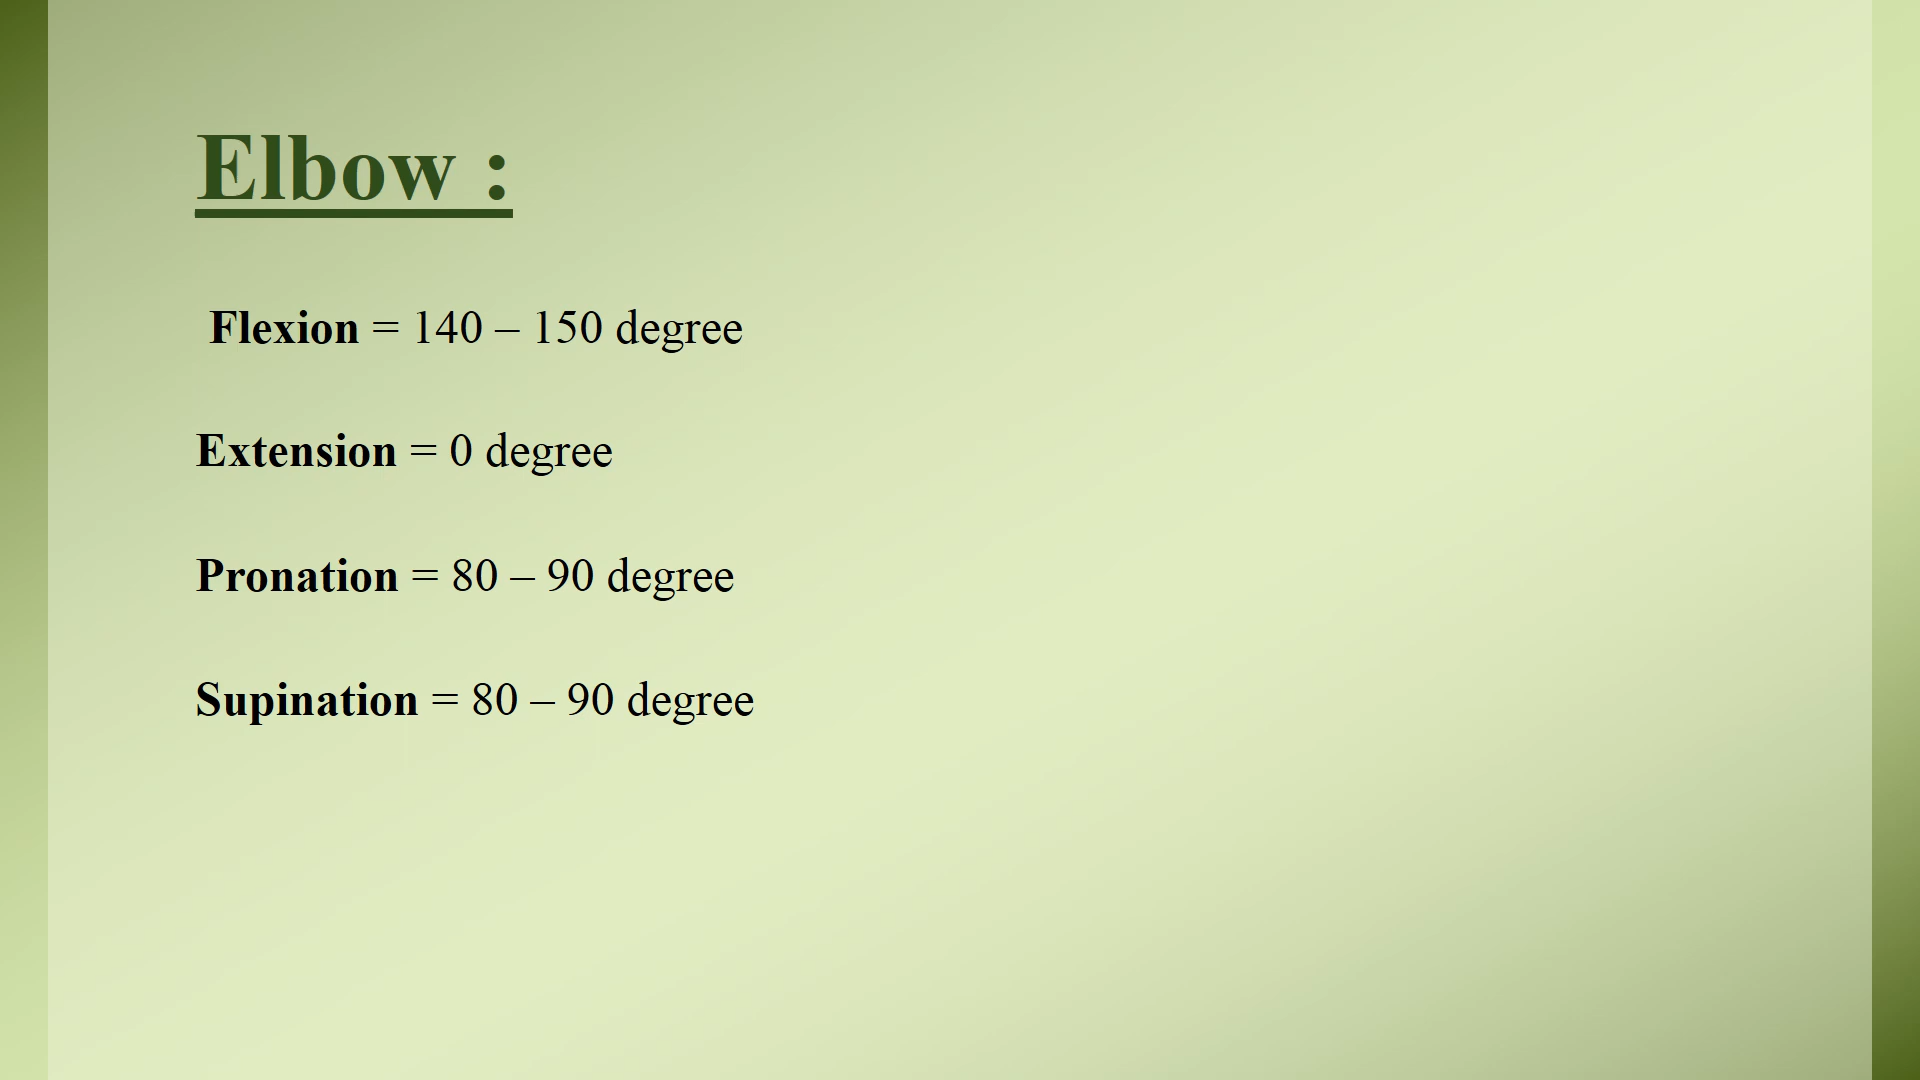 Elbow :
Flexion = 140 – 150 degree
Extension = 0 degree
Pronation = 80 – 90 degree
Supination = 80 – 90 degree